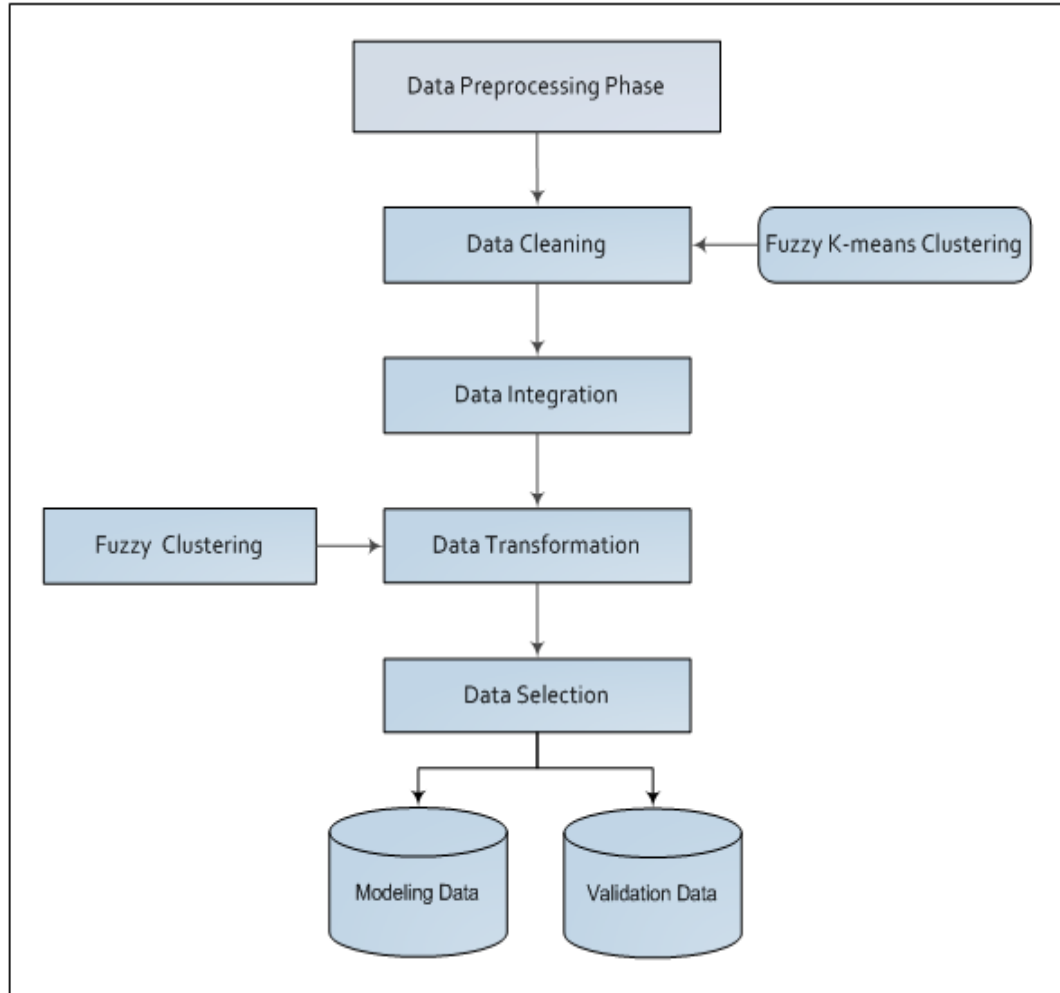 Data Preprocessing Phase
Data Cleaning
Fuzzy K-means Clustering
Data Integration
Fuzzy Clustering
Data Transformation
Data Selection
Modeling Data
Validation Data